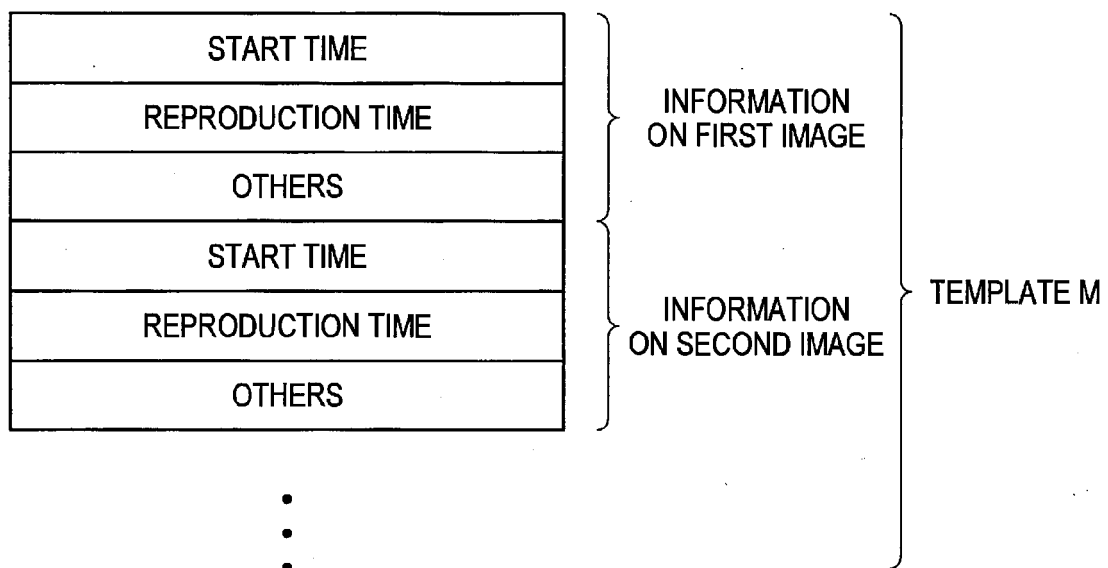 START TIME
REPRODUCTION TIME
OTHERS
INFORMATION
ON FIRST IMAGE
START TIME
REPRODUCTION TIME
OTHERS
INFORMATION
ON SECOND IMAGE
TEMPLATE M